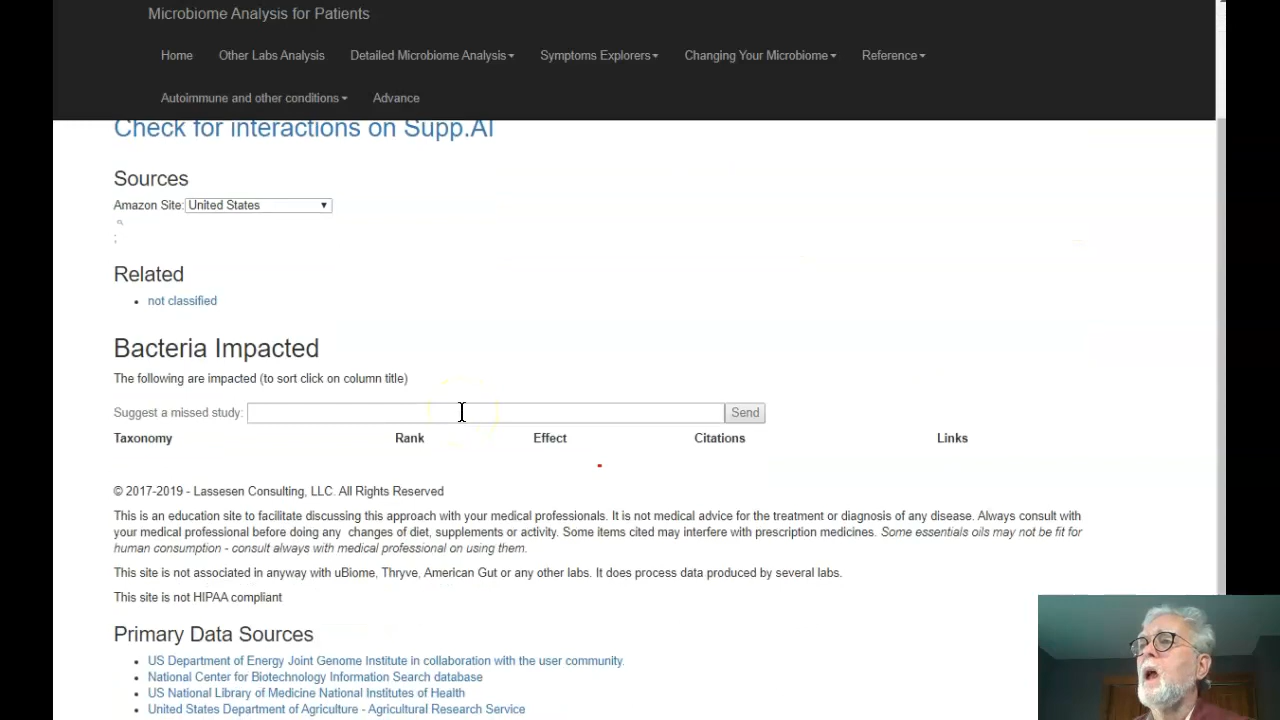 Microbiome Analysis for Patients
Home Other Labs Analysis Detailed Microbiome Analysis Symptoms Explorers Changing Your Microbiome Reference
Autoimmune and other conditions Advance
Check for interactions on Supp.AI
Sources
Amazon Site: United States
;
Related
not classified
Bacteria Impacted
The following are impacted (to sort click on column title)
Suggest a missed study: Send
Taxonomy Rank Effect Citations Links
© 2017-2019 - Lassesen Consulting, LLC. All Rights Reserved
This is an education site to facilitate discussing this approach with your medical professionals. It is not medical advice for the treatment or diagnosis of any disease. Always consult with
your medical professional before doing any changes of diet, supplements or activity. Some items cited may interfere with prescription medicines. Some essentials oils may not be fit for
human consumption - consult always with medical professional on using them.
This site is not associated in anyway with uBiome, Thryve, American Gut or any other labs. It does process data produced by several labs.
This site is not HIPAA compliant
Primary Data Sources
US Department of Energy Joint Genome Institute in collaboration with the user community.
National Center for Biotechnology Information Search database
US National Library of Medicine National Institutes of Health
United States Department of Agriculture - Agricultural Research Service